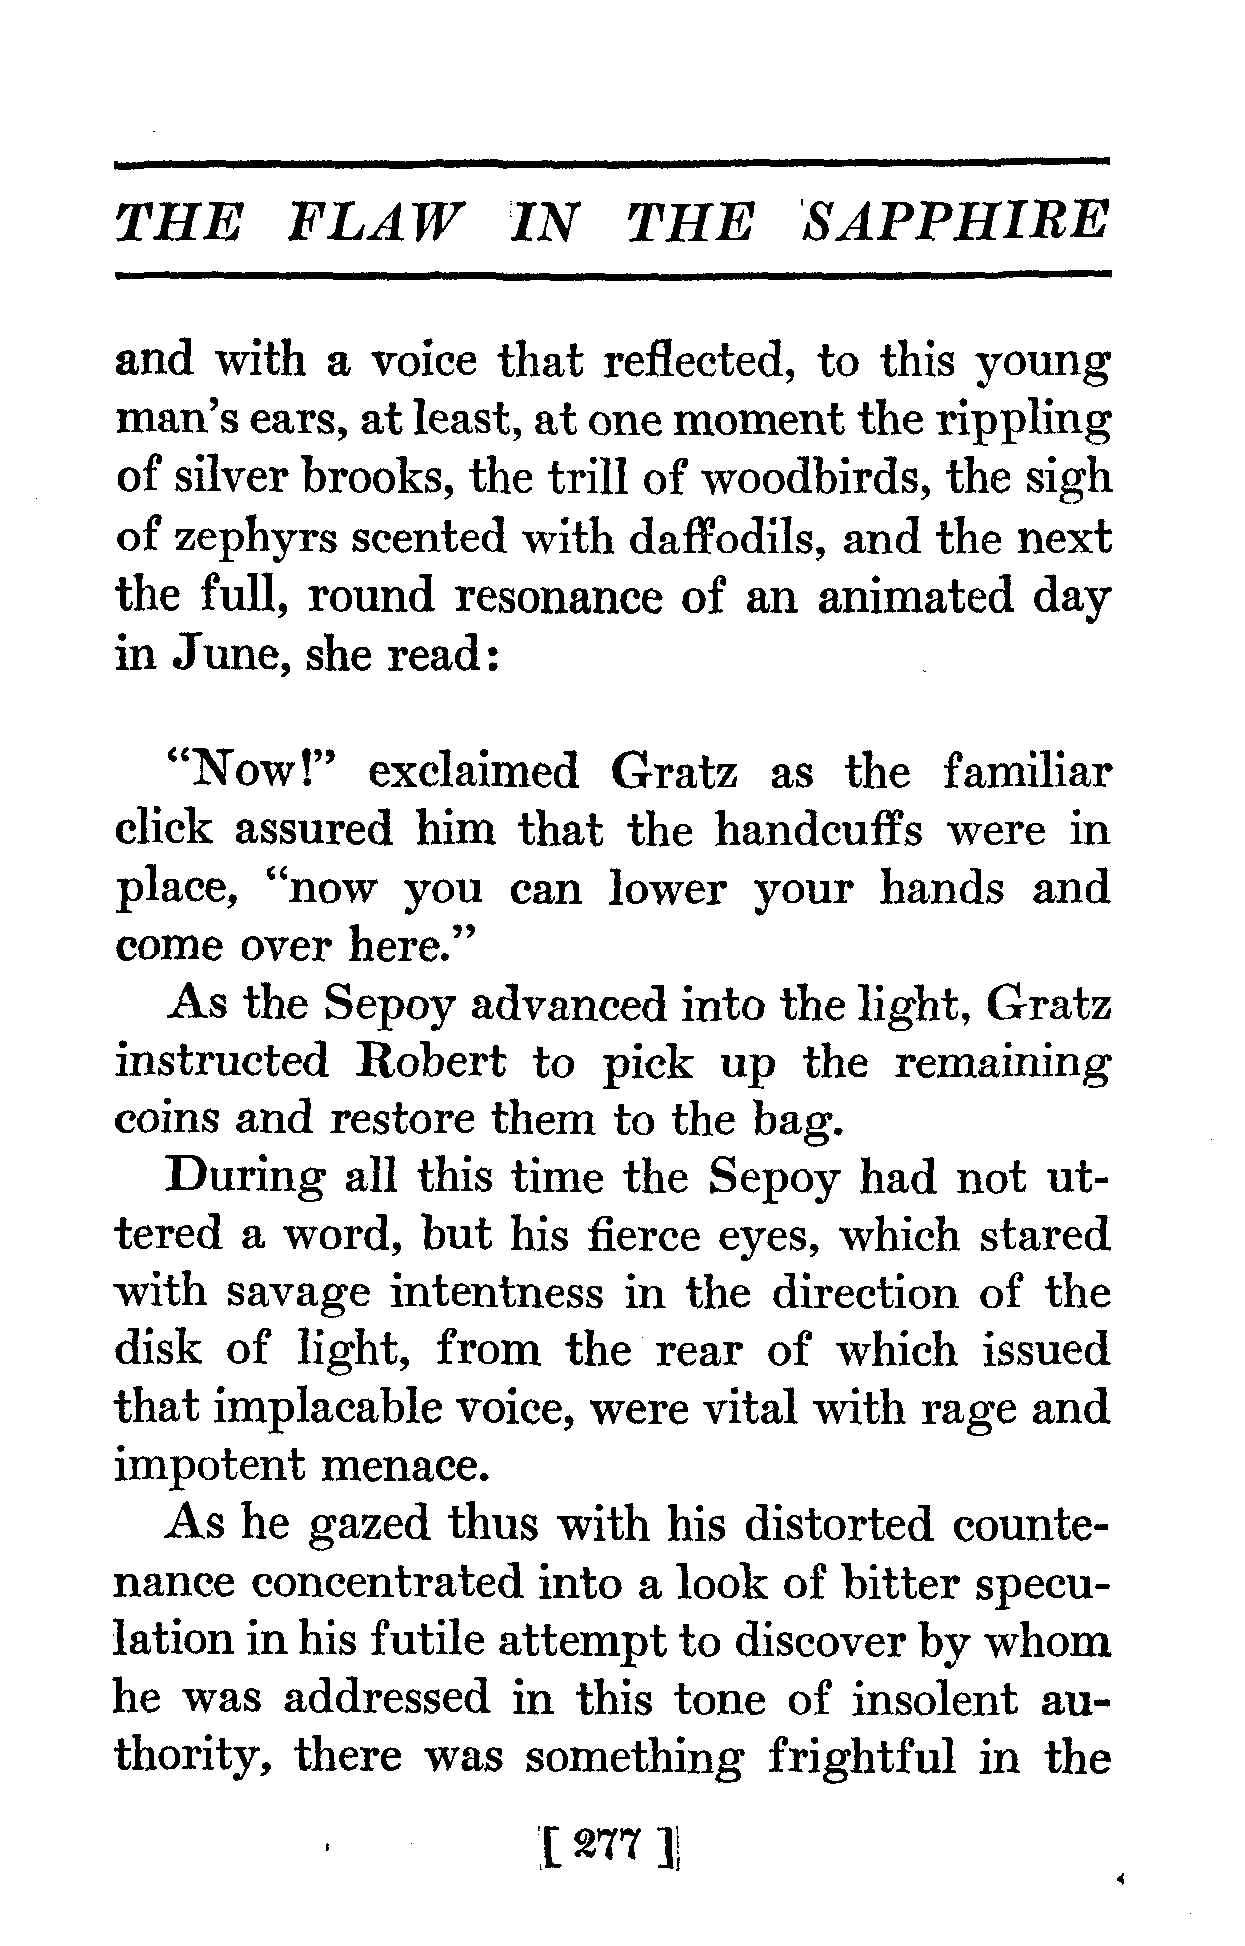 THE FLAW IN THE SAPPHIRE
and with a voice that reflected, to this young
man's ears, at least, at one moment the rippling
of silver brooks, the trill of woodbirds, the sigh
of zephyrs scented with daffodils, and the next
the full, round resonance of an animated day
in June, she read:
“Now!” exclaimed Gratz as the familiar
click assured him that the handcuffs were in
place, “now you can lower your hands and
come over here.”
As the Sepoy advanced into the light, Gratz
instructed Robert to pick up the remaining
coins and restore them to the bag.
During all this time the Sepoy had not ut-
tered a word, but his fierce eyes, which stared
with savage intentness in the direction of the
disk of light, from the rear of which issued
that implacable voice, were vital with rage and
impotent menace.
As he gazed thus with his distorted counte-
nance concentrated into a look of bitter specu-
lation in his futile attempt to discover by whom
he was addressed in this tone of insolent au-
thority, there was something frightful in the
[ 277 ]